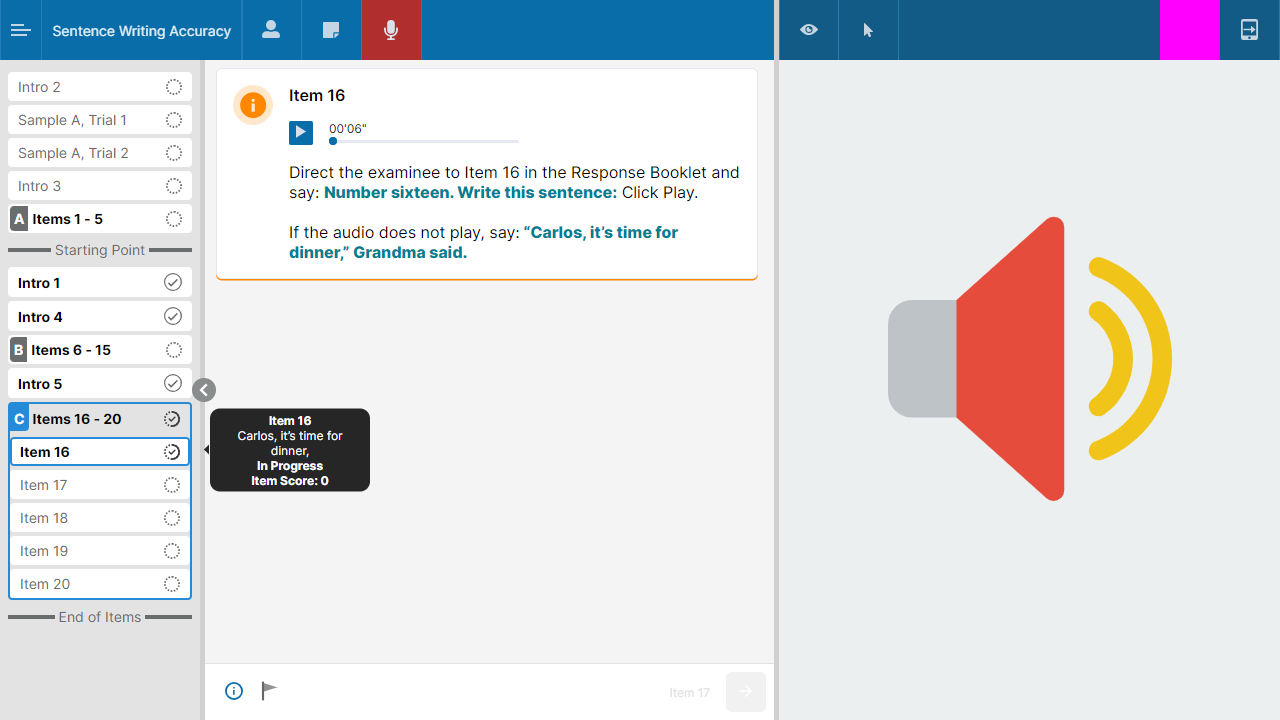 Sentence Writing Accuracy
Intro 2
Sample A, Trial 1
Sample A, Trial 2
Intro 3
A Items 1 - 5
Starting Point
Intro 1
Intro 4
B Items 6 - 15
Intro 5
C Items 16 - 20
Item 16
Item 17
Item 18
Item 19
Item 20
End of Items
Item 16
00'06"
Direct the examinee to Item 16 in the Response Booklet and
say: Number sixteen. Write this sentence: Click Play.
If the audio does not play, say: “Carlos, it’s time for
dinner,” Grandma said.
Item 16
Carlos, it’s time for
dinner,
In Progress
Item Score: 0
Item 17